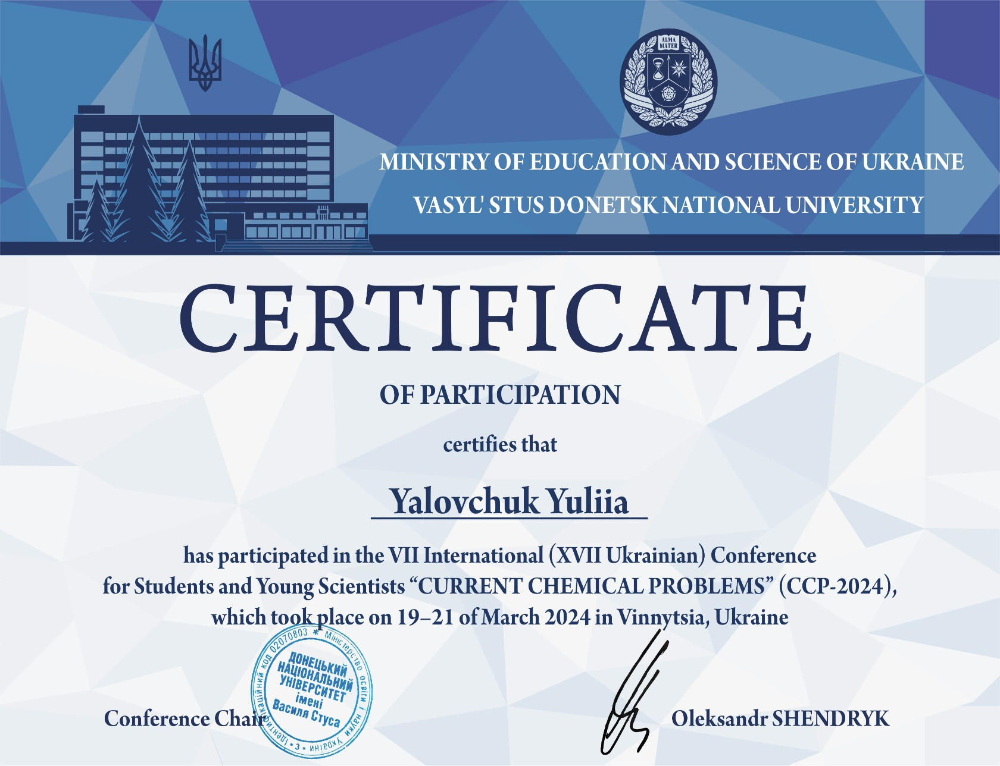 ALMA
MATER
MINISTRY OF EDUCATION AND SCIENCE OF UKRAINE
VASYL' STUS DONETSK NATIONAL UNIVERSITY
CERTIFICATE
OF PARTICIPATION
certifies that
Yalovchuk Yuliia
has participated in the VII International (XVII Ukrainian) Conference
for Students and Young Scientists “CURRENT CHEMICAL PROBLEMS” (CCP-2024),
which took place on 19–21 of March 2024 in Vinnytsia, Ukraine
Conference Chair
Міністерство освіти і науки України * 3 * Ідентифікаційний код 02070803 *
ДОНЕЦЬКИЙ
НАЦІОНАЛЬНИЙ
УНІВЕРСИТЕТ
імені
Василя Стуса
Oleksandr SHENDRYK